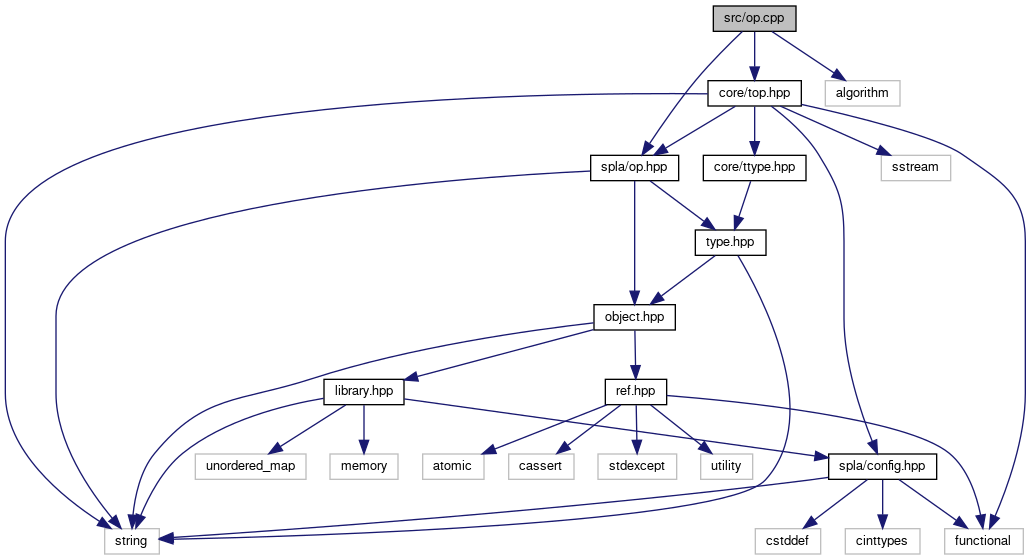 src/op.cpp
core/top.hpp
algorithm
spla/op.hpp
core/ttype.hpp
sstream
type.hpp
object.hpp
library.hpp
ref.hpp
unordered_map
memory
atomic
cassert
stdexcept
utility
spla/config.hpp
string
cstddef
cinttypes
functional